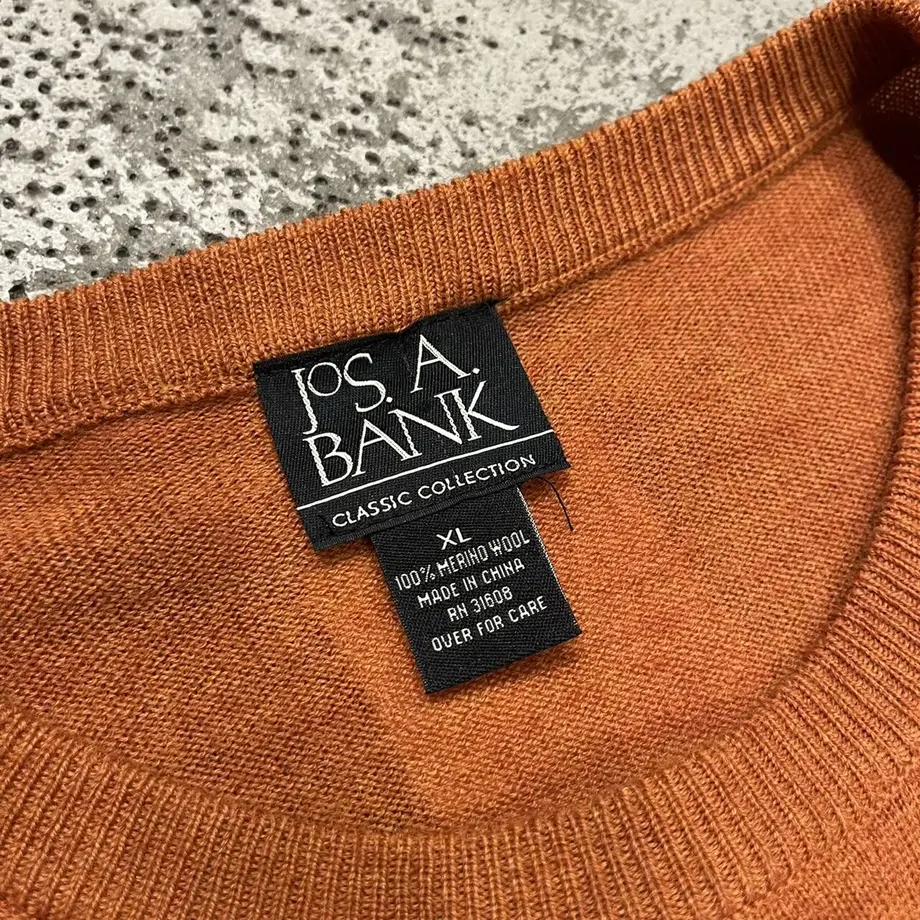 JOS. A.
BANK
CLASSIC COLLECTION
XL
100% MERINO WOOL
MADE IN CHINA
RN 31608
OVER FOR CARE